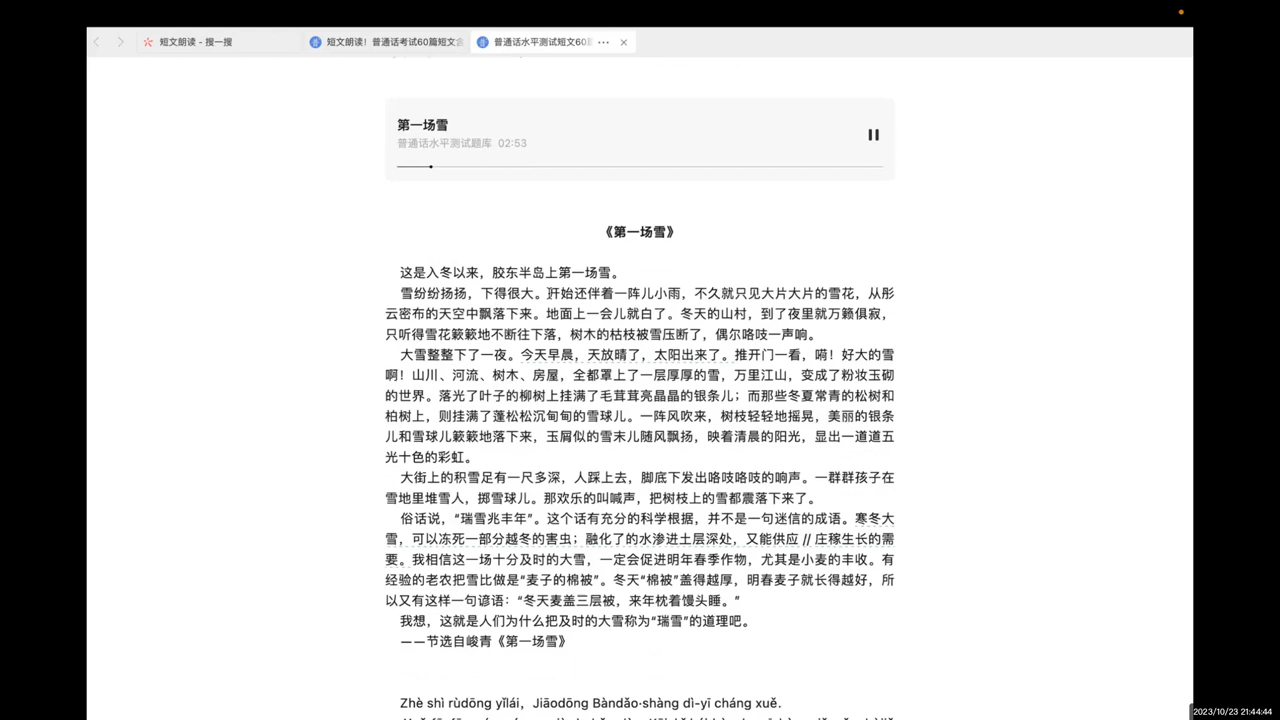 短文朗读 - 搜一搜
短文朗读！普通话考试60篇短文含
普通话水平测试短文60篇
第一场雪
普通话水平测试题库 02:53
《第一场雪》
这是入冬以来，胶东半岛上第一场雪。
雪纷纷扬扬，下得很大。开始还伴着一阵儿小雨，不久就只见大片大片的雪花，从彤
云密布的天空中飘落下来。地面上一会儿就白了。冬天的山村，到了夜里就万籁俱寂，
只听得雪花簌簌地不断往下落，树木的枯枝被雪压断了，偶尔咯吱一声响。
大雪整整下了一夜。今天早晨，天放晴了，太阳出来了。推开门一看，嗬！好大的雪
啊！山川、河流、树木、房屋，全都罩上了一层厚厚的雪，万里江山，变成了粉妆玉砌
的世界。落光了叶子的柳树上挂满了毛茸茸亮晶晶的银条儿；而那些冬夏常青的松树和
柏树上，则挂满了蓬松松沉甸甸的雪球儿。一阵风吹来，树枝轻轻地摇晃，美丽的银条
儿和雪球儿簌簌地落下来，玉屑似的雪末儿随风飘扬，映着清晨的阳光，显出一道道五
光十色的彩虹。
大街上的积雪足有一尺多深，人踩上去，脚底下发出咯吱咯吱的响声。一群群孩子在
雪地里堆雪人，掷雪球儿。那欢乐的叫喊声，把树枝上的雪都震落下来了。
俗话说，“瑞雪兆丰年”。这个话有充分的科学根据，并不是一句迷信的成语。寒冬大
雪，可以冻死一部分越冬的害虫；融化了的水渗进土层深处，又能供应 // 庄稼生长的需
要。我相信这一场十分及时的大雪，一定会促进明年春季作物，尤其是小麦的丰收。有
经验的老农把雪比做是“麦子的棉被”。冬天“棉被”盖得越厚，明春麦子就长得越好，所
以又有这样一句谚语：“冬天麦盖三层被，来年枕着馒头睡。”
我想，这就是人们为什么把及时的大雪称为“瑞雪”的道理吧。
——节选自峻青《第一场雪》
Zhè shì rùdōng yǐlái，Jiāodōng Bàndǎo·shàng dì-yī cháng xuě.
2023/10/23 21:44:44